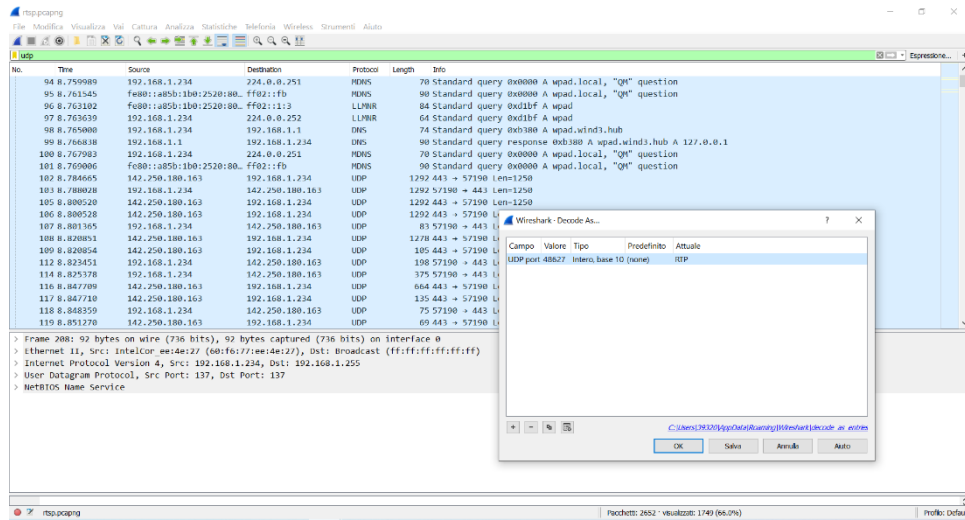 rtsp.pcapng
File Modifica Visualizza Vai Cattura Analizza Statistiche Telefonia Wireless Strumenti Aiuto
udp Espressione… +
No. Time Source Destination Protocol Length Info
94 8.759989 192.168.1.234 224.0.0.251 MDNS 70 Standard query 0x0000 A wpad.local, "QM" question
95 8.761545 fe80::a85b:1b0:2520:80… ff02::fb MDNS 90 Standard query 0x0000 A wpad.local, "QM" question
96 8.763102 fe80::a85b:1b0:2520:80… ff02::1:3 LLMNR 84 Standard query 0xd1bf A wpad
97 8.763639 192.168.1.234 224.0.0.252 LLMNR 64 Standard query 0xd1bf A wpad
98 8.765000 192.168.1.234 192.168.1.1 DNS 74 Standard query 0xb380 A wpad.wind3.hub
99 8.766838 192.168.1.1 192.168.1.234 DNS 90 Standard query response 0xb380 A wpad.wind3.hub A 127.0.0.1
100 8.767983 192.168.1.234 224.0.0.251 MDNS 70 Standard query 0x0000 A wpad.local, "QM" question
101 8.769006 fe80::a85b:1b0:2520:80… ff02::fb MDNS 90 Standard query 0x0000 A wpad.local, "QM" question
102 8.784665 142.250.180.163 192.168.1.234 UDP 1292 443 → 57190 Len=1250
103 8.788028 192.168.1.234 142.250.180.163 UDP 1292 57190 → 443 Len=1250
105 8.800520 142.250.180.163 192.168.1.234 UDP 1292 443 → 57190 Len=1250
106 8.800528 142.250.180.163 192.168.1.234 UDP 1292 443 → 57190 L
107 8.801365 192.168.1.234 142.250.180.163 UDP 83 57190 → 443 L
108 8.820851 142.250.180.163 192.168.1.234 UDP 1278 443 → 57190 L
109 8.820854 142.250.180.163 192.168.1.234 UDP 105 443 → 57190 L
112 8.823451 192.168.1.234 142.250.180.163 UDP 198 57190 → 443 L
114 8.825378 192.168.1.234 142.250.180.163 UDP 375 57190 → 443 L
116 8.847709 142.250.180.163 192.168.1.234 UDP 664 443 → 57190 L
117 8.847710 142.250.180.163 192.168.1.234 UDP 135 443 → 57190 L
118 8.848359 192.168.1.234 142.250.180.163 UDP 75 57190 → 443 L
119 8.851270 142.250.180.163 192.168.1.234 UDP 69 443 → 57190 L
> Frame 208: 92 bytes on wire (736 bits), 92 bytes captured (736 bits) on interface 0
> Ethernet II, Src: IntelCor_ee:4e:27 (60:f6:77:ee:4e:27), Dst: Broadcast (ff:ff:ff:ff:ff:ff)
> Internet Protocol Version 4, Src: 192.168.1.234, Dst: 192.168.1.255
> User Datagram Protocol, Src Port: 137, Dst Port: 137
> NetBIOS Name Service
Wireshark · Decode As...
Campo Valore Tipo Predefinito Attuale
UDP port 48627 Intero, base 10 (none) RTP
C:\Users\39320\AppData\Roaming\Wireshark\decode_as_entries
OK Salva Annulla Aiuto
rtsp.pcapng Pacchetti: 2652 · visualizzati: 1749 (66.0%) Profilo: Defau